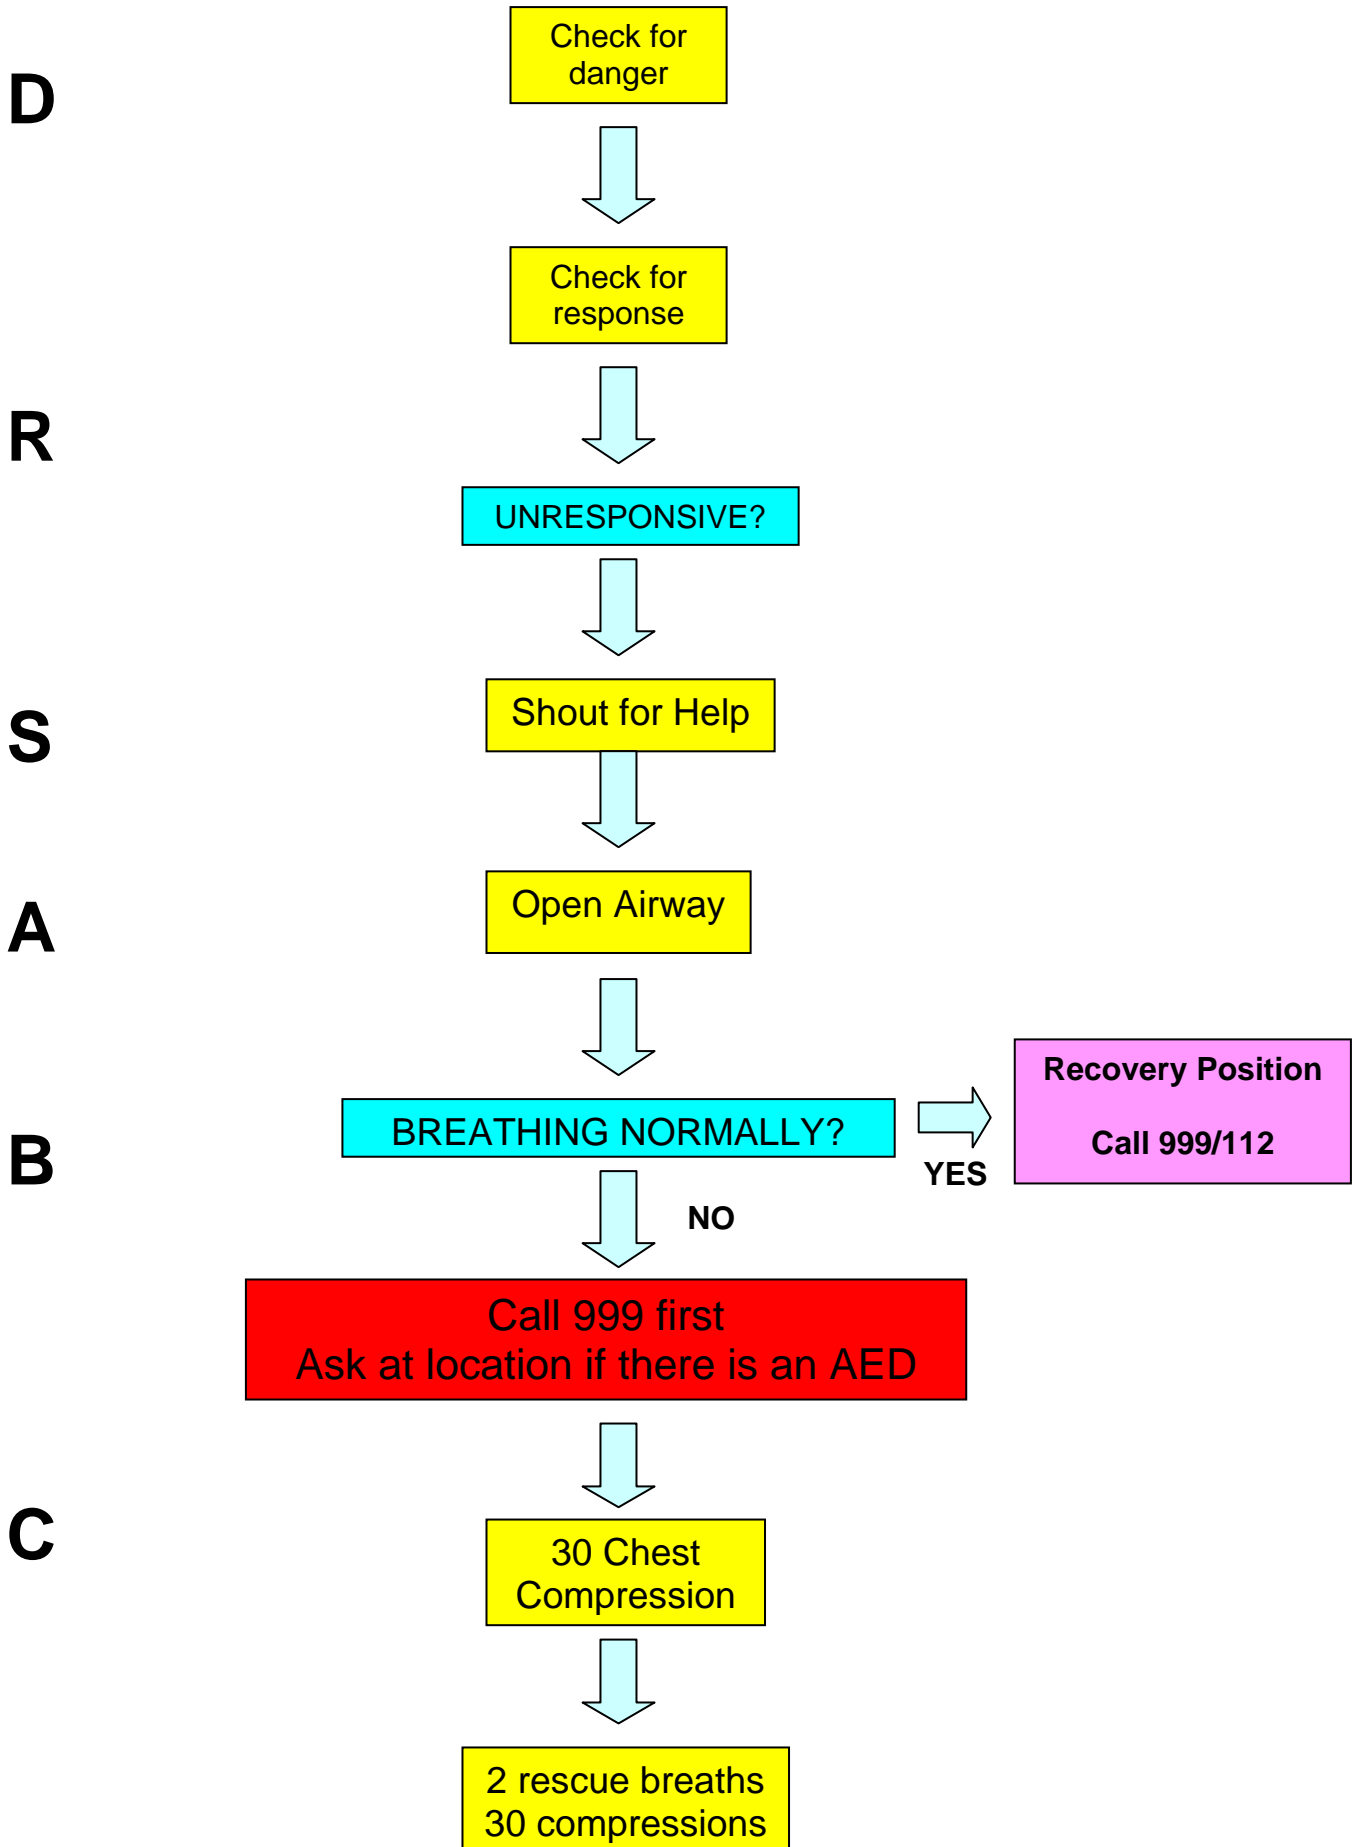 D
Check for
danger
Check for
response
R
UNRESPONSIVE?
S
Shout for Help
A
Open Airway
B
BREATHING NORMALLY?
YES
Recovery Position
Call 999/112
NO
Call 999 first
Ask at location if there is an AED
C
30 Chest
Compression
2 rescue breaths
30 compressions